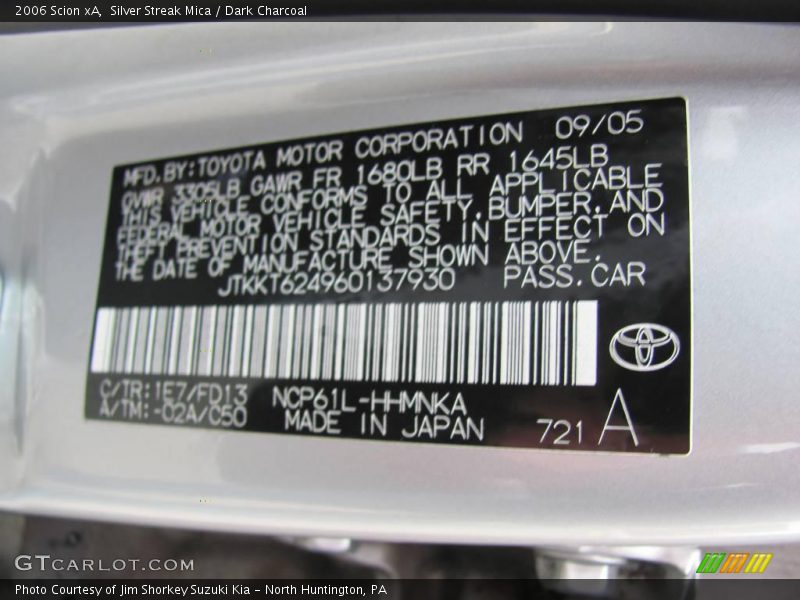 2006 Scion xA, Silver Streak Mica / Dark Charcoal
MFD.BY:TOYOTA MOTOR CORPORATION 09/05
GVWR 3305LB GAWR FR 1680LB RR 1645LB
THIS VEHICLE CONFORMS TO ALL APPLICABLE
FEDERAL MOTOR VEHICLE SAFETY,BUMPER,AND
THEFT PREVENTION STANDARDS IN EFFECT ON
THE DATE OF MANUFACTURE SHOWN ABOVE.
JTKKT624960137930 PASS.CAR
C/TR:1E7/FD13 NCP61L-HHMNKA
A/TM:-02A/C50 MADE IN JAPAN 721 A
GTCARLOT.COM
Photo Courtesy of Jim Shorkey Suzuki Kia - North Huntington, PA